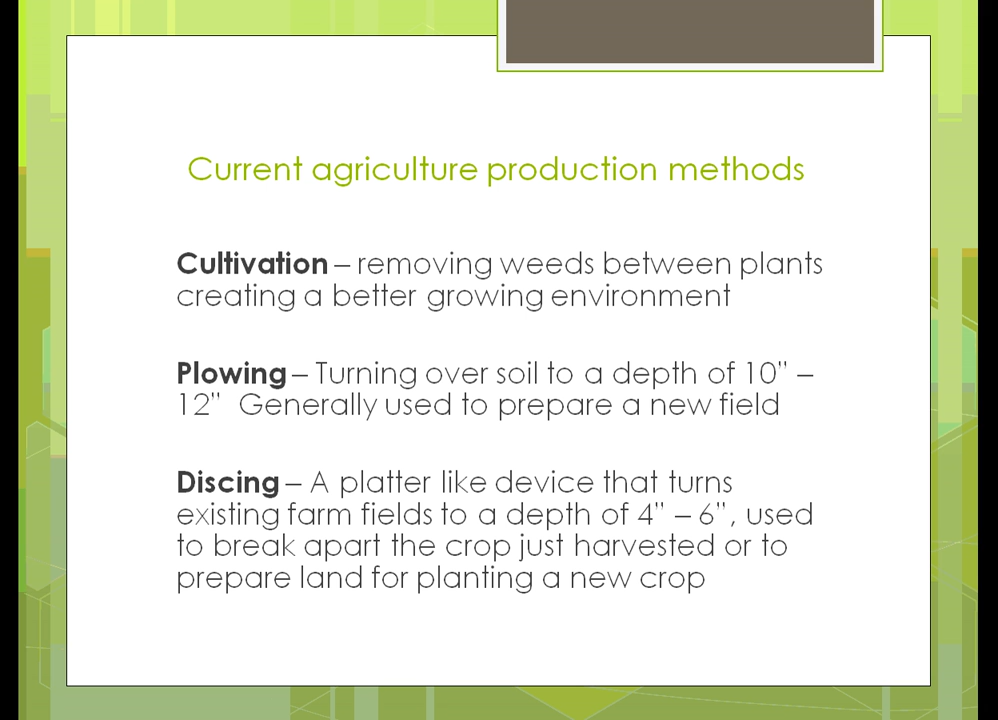 Current agriculture production methods
Cultivation – removing weeds between plants
creating a better growing environment
Plowing – Turning over soil to a depth of 10" –
12"  Generally used to prepare a new field
Discing – A platter like device that turns
existing farm fields to a depth of 4" – 6", used
to break apart the crop just harvested or to
prepare land for planting a new crop